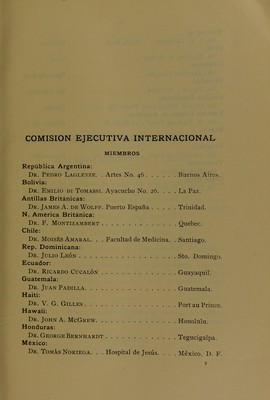 COMISION EJECUTIVA INTERNACIONAL
MIEMBROS
República Argentina:
DR. PEDRO LAGLEYZE. . Artes No. 46 . . . . . Buenos Aires.
Bolivia:
DR. EMILIO DI TOMASSI. Ayacucho No. 26. . . . La Paz.
Antillas Británicas:
DR. JAMES A. DE WOLFF. Puerto España . . . . Trinidad.
N. América Británica:
DR. F. MONTIZAMBERT . . . . . . . . . . . Quebec.
Chile:
DR. MOISÉS AMARAL. . Facultad de Medicina. . Santiago.
Rep. Dominicana:
DR. JULIO LEÓN . . . . . . . . . . . . . Sto. Domingo.
Ecuador:
DR. RICARDO CUCALÓN . . . . . . . . . . . Guayaquil.
Guatemala:
DR. JUAN PADILLA . . . . . . . . . . . . Guatemala.
Haiti:
DR. V. G. GILLES . . . . . . . . . . . . . Port au Prince.
Hawaii:
DR. JOHN A. MCGREW . . . . . . . . . . . Honolúlu.
Honduras:
DR. GEORGE BERNHARDT . . . . . . . . . . Tegucigalpa.
México:
DR. TOMÁS NORIEGA . . . Hospital de Jesús. . . . México, D. F.